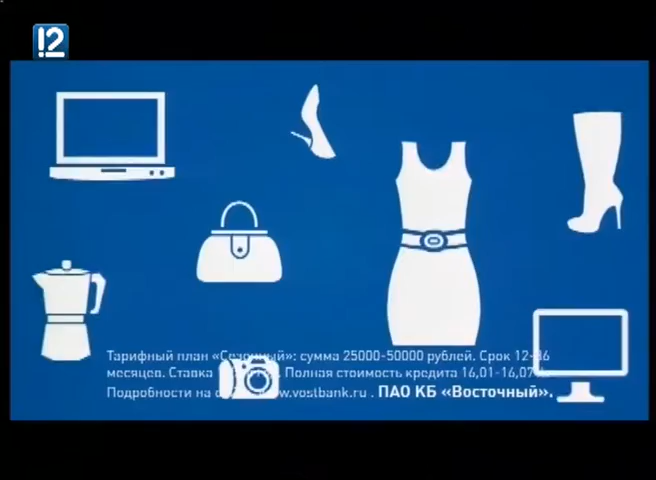 12
Тарифный план «Сезонный»: сумма 25000-50000 рублей. Срок 12-
месяцев. Ставка Полная стоимость кредита 16,01-16,07
Подробности на www.vostbank.ru . ПАО КБ «Восточный».